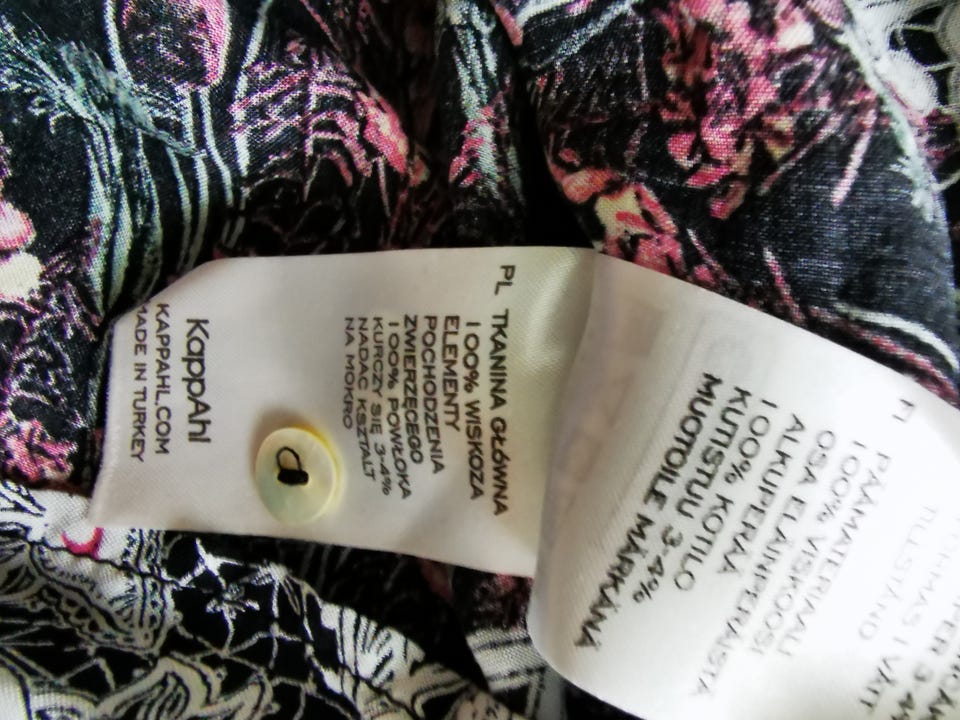 PL TKANINA GŁÓWNA
100% WISKOZA
ELEMENTY
POCHODZENIA
ZWIERZĘCEGO
100% POWŁOKA
KURCZY SIĘ 3-4%
NADAĆ KSZTAŁT
NA MOKRO
KappAhl
KAPPAHL.COM
MADE IN TURKEY
FI PÄÄMATERIAALI
100% VISKOOSI
OSA ELÄINPERÄISTÄ
ALKUPERÄÄ
100% KOTILO
KUTISTUU 3-4%
MUOTOILE MÄRKÄNÄ
I VÅTT
TILLSTÅND